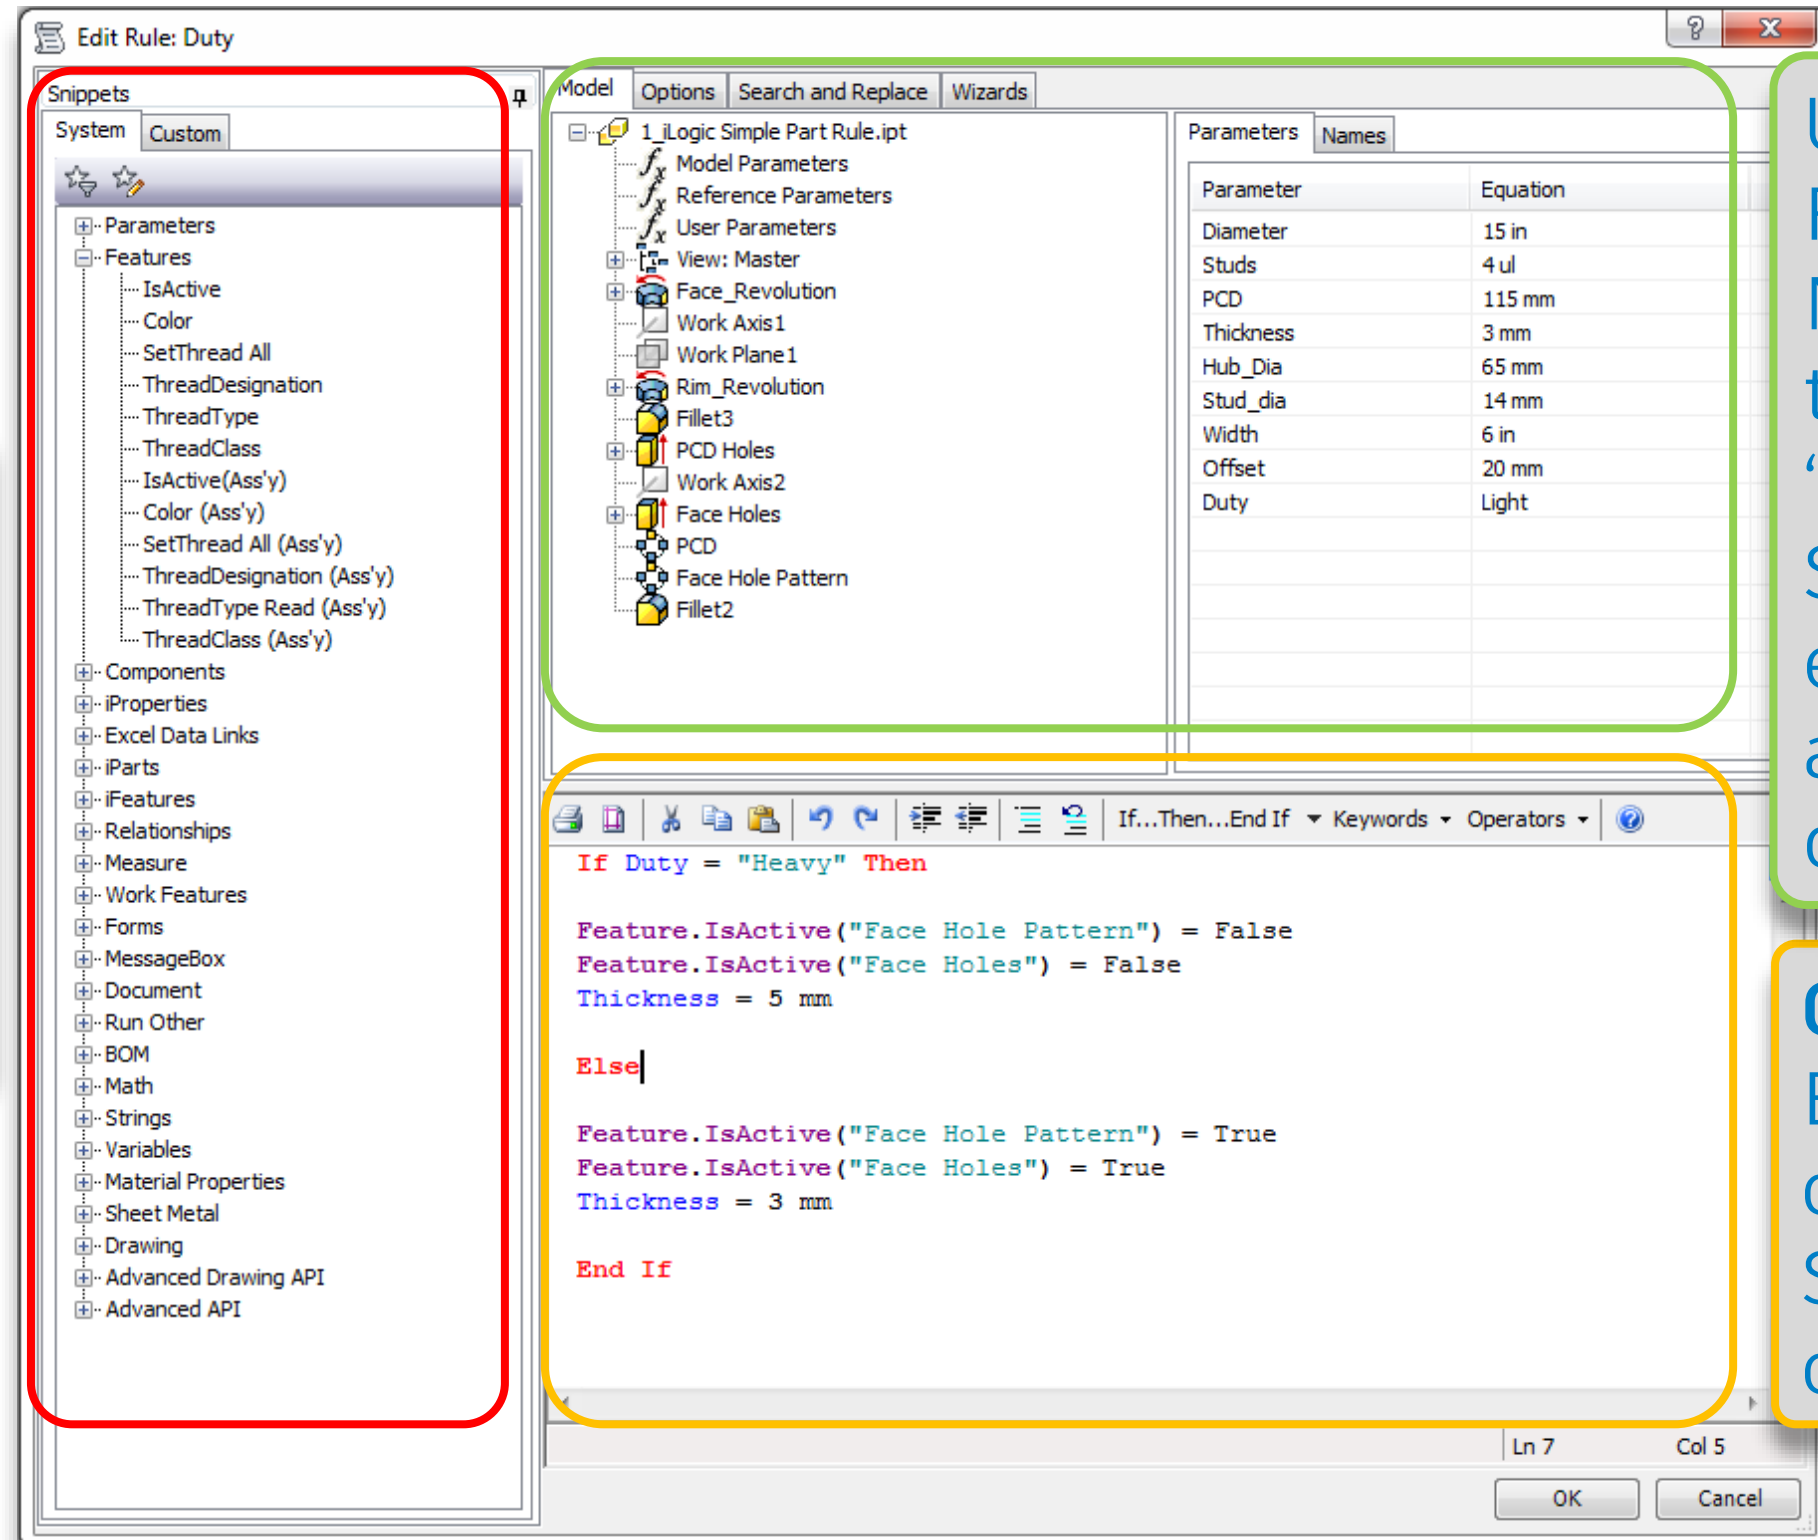 Edit Rule: Duty
Snippets
System Custom
Parameters
Features
IsActive
Color
SetThread All
ThreadDesignation
ThreadType
ThreadClass
IsActive(Ass'y)
Color (Ass'y)
SetThread All (Ass'y)
ThreadDesignation (Ass'y)
ThreadType Read (Ass'y)
ThreadClass (Ass'y)
Components
iProperties
Excel Data Links
iParts
iFeatures
Relationships
Measure
Work Features
Forms
MessageBox
Document
Run Other
BOM
Math
Strings
Variables
Material Properties
Sheet Metal
Drawing
Advanced Drawing API
Advanced API
Model Options Search and Replace Wizards
1_iLogic Simple Part Rule.ipt
Model Parameters
Reference Parameters
User Parameters
View: Master
Face_Revolution
Work Axis1
Work Plane1
Rim_Revolution
Fillet3
PCD Holes
Work Axis2
Face Holes
PCD
Face Hole Pattern
Fillet2
Parameters Names
Parameter Equation
Diameter 15 in
Studs 4 ul
PCD 115 mm
Thickness 3 mm
Hub_Dia 65 mm
Stud_dia 14 mm
Width 6 in
Offset 20 mm
Duty Light
If...Then...End If Keywords Operators
If Duty = "Heavy" Then
Feature.IsActive("Face Hole Pattern") = False
Feature.IsActive("Face Holes") = False
Thickness = 5 mm
Else
Feature.IsActive("Face Hole Pattern") = True
Feature.IsActive("Face Holes") = True
Thickness = 3 mm
End If
Ln 7 Col 5
OK Cancel